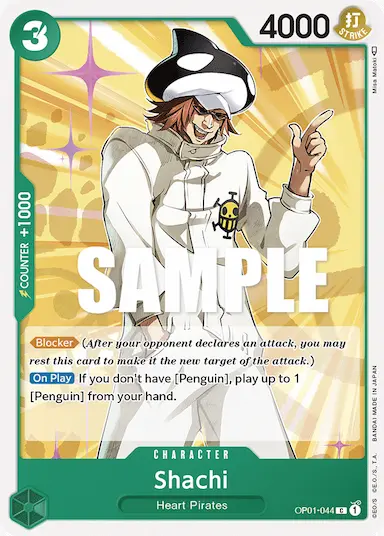 3
4000
打
STRIKE
Misa Matoki
COUNTER +1000
SAMPLE
Blocker (After your opponent declares an attack, you may
rest this card to make it the new target of the attack.)
On Play If you don't have [Penguin], play up to 1
[Penguin] from your hand.
CHARACTER
Shachi
Heart Pirates
OP01-044 C 1
©E.O/S ©E.O./S., T.A. BANDAI MADE IN JAPAN